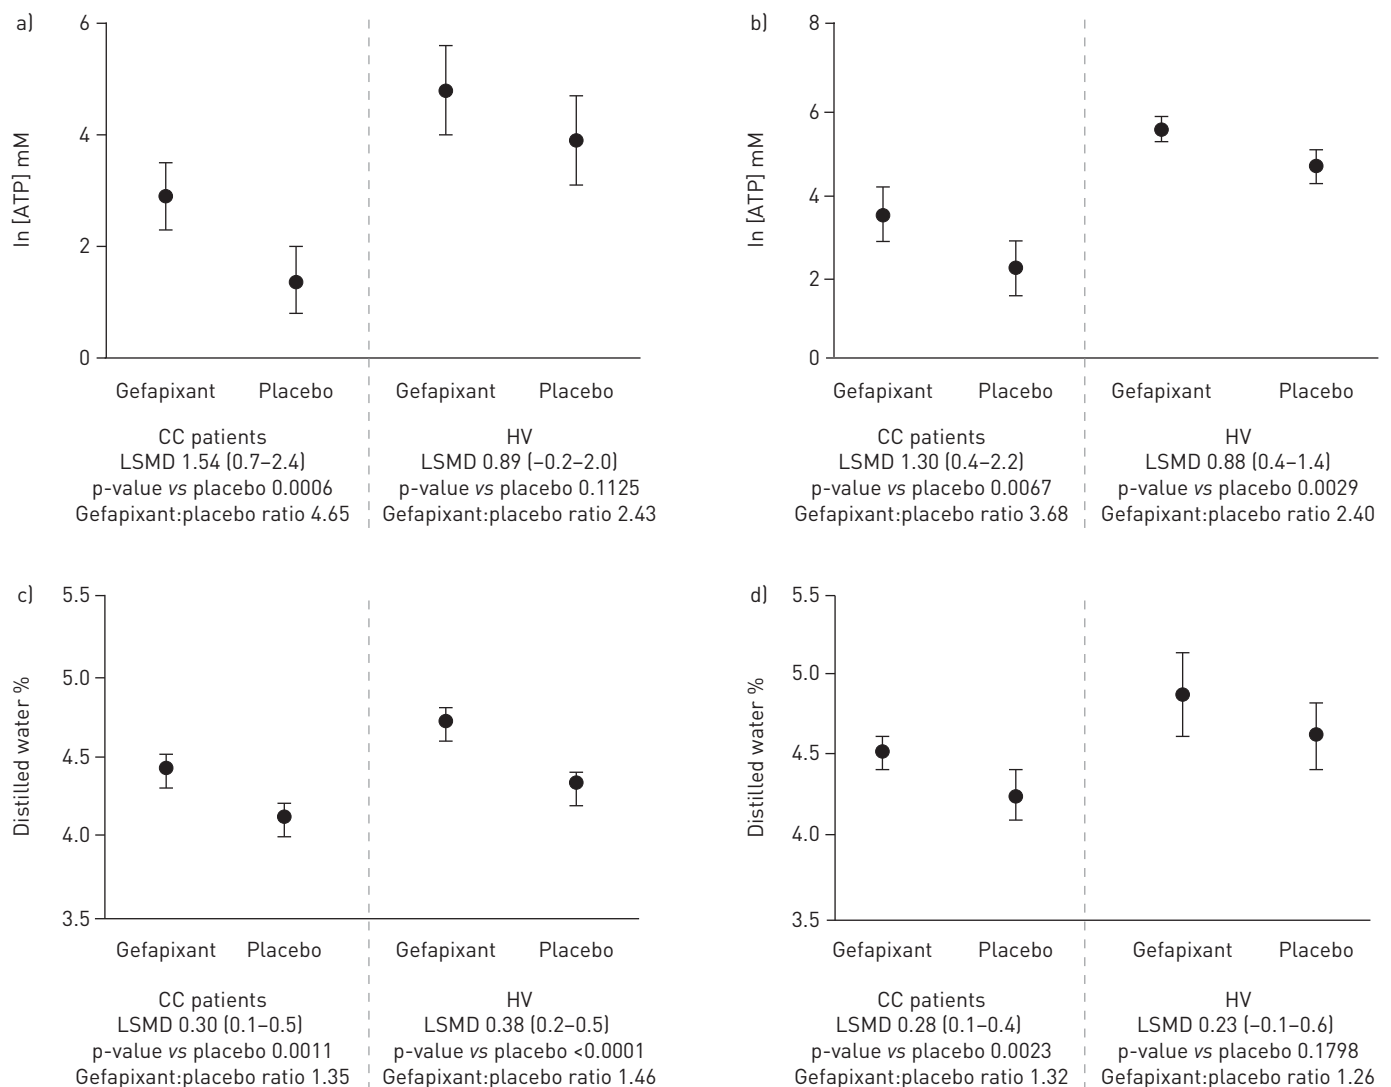 a)
6
4
2
0
ln [ATP] mM
Gefapixant Placebo Gefapixant Placebo
CC patients
LSMD 1.54 (0.7–2.4)
p-value vs placebo 0.0006
Gefapixant:placebo ratio 4.65
HV
LSMD 0.89 (–0.2–2.0)
p-value vs placebo 0.1125
Gefapixant:placebo ratio 2.43
b)
8
6
4
2
0
ln [ATP] mM
Gefapixant Placebo Gefapixant Placebo
CC patients
LSMD 1.30 (0.4–2.2)
p-value vs placebo 0.0067
Gefapixant:placebo ratio 3.68
HV
LSMD 0.88 (0.4–1.4)
p-value vs placebo 0.0029
Gefapixant:placebo ratio 2.40
c)
5.5
5.0
4.5
4.0
3.5
Distilled water %
Gefapixant Placebo Gefapixant Placebo
CC patients
LSMD 0.30 (0.1–0.5)
p-value vs placebo 0.0011
Gefapixant:placebo ratio 1.35
HV
LSMD 0.38 (0.2–0.5)
p-value vs placebo <0.0001
Gefapixant:placebo ratio 1.46
d)
5.5
5.0
4.5
4.0
3.5
Distilled water %
Gefapixant Placebo Gefapixant Placebo
CC patients
LSMD 0.28 (0.1–0.4)
p-value vs placebo 0.0023
Gefapixant:placebo ratio 1.32
HV
LSMD 0.23 (–0.1–0.6)
p-value vs placebo 0.1798
Gefapixant:placebo ratio 1.26